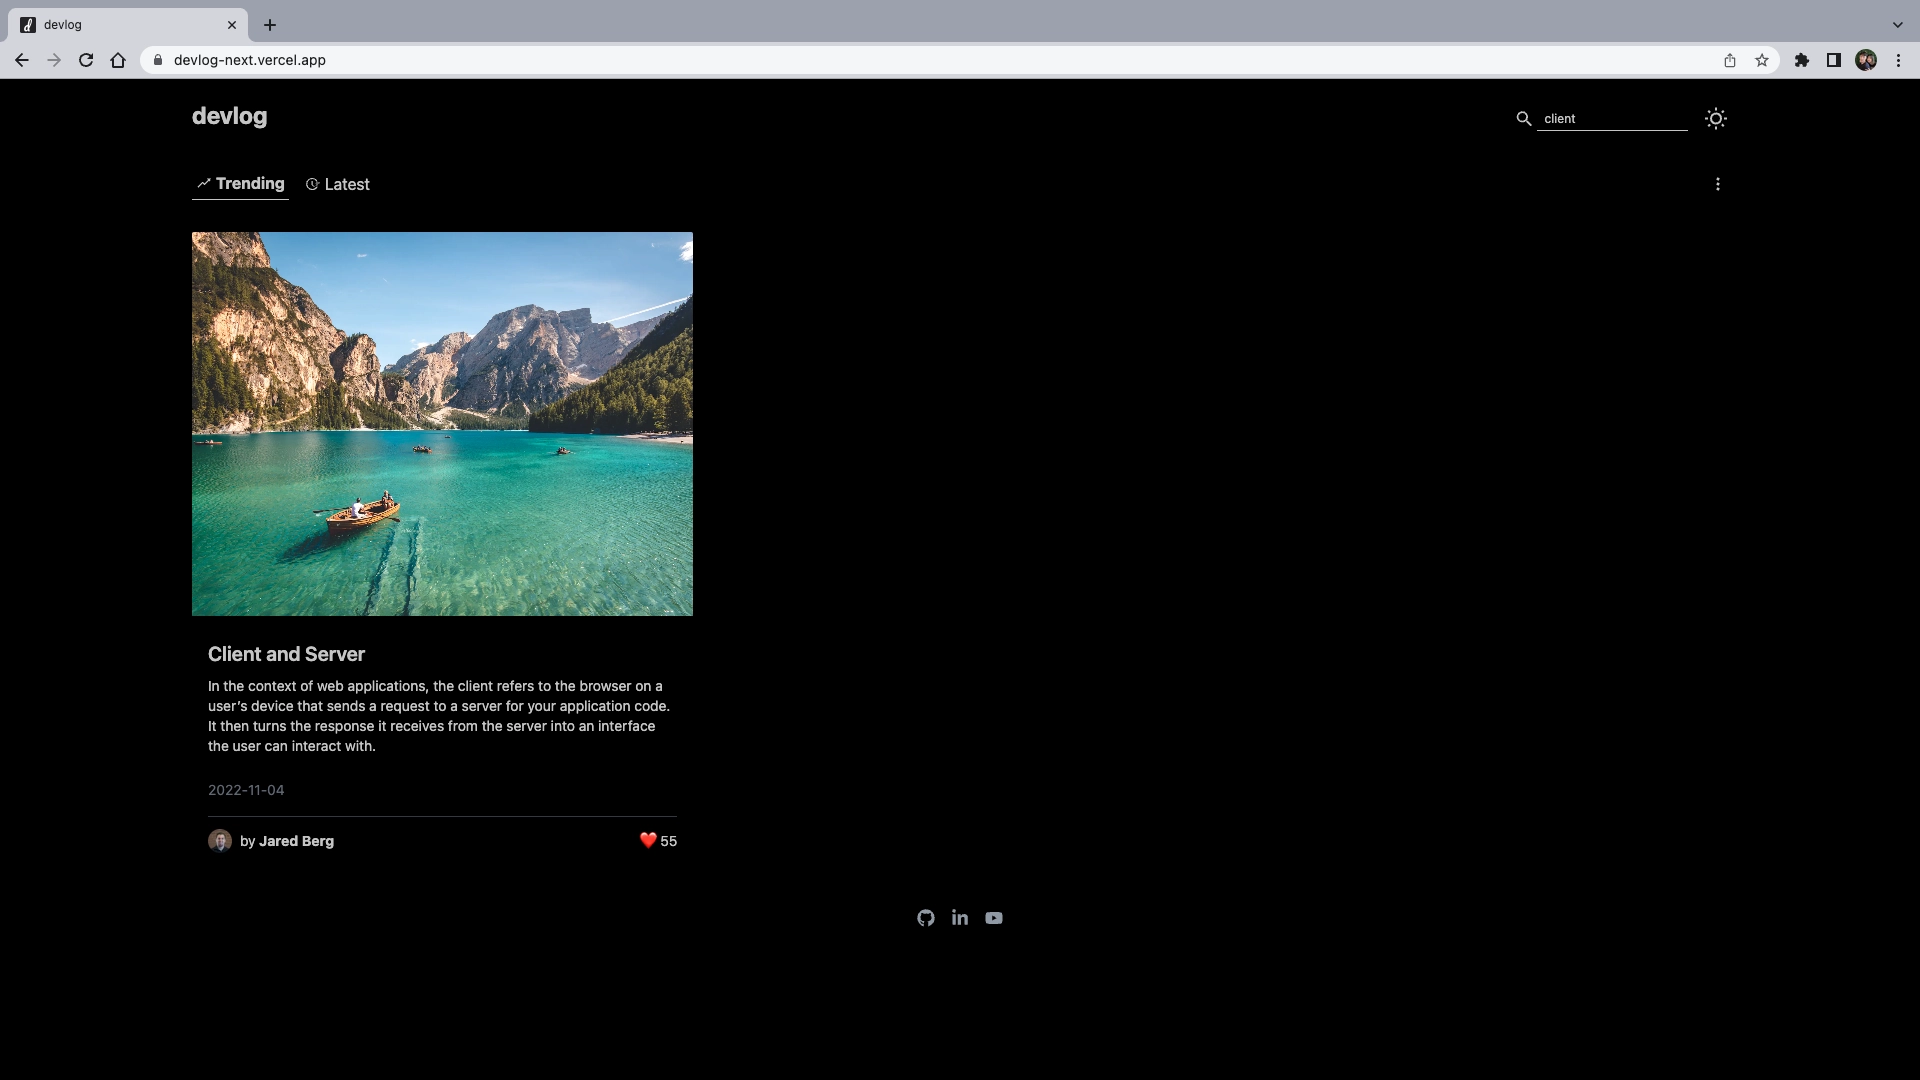 devlog
devlog-next.vercel.app
devlog
client
Trending
Latest
Client and Server
In the context of web applications, the client refers to the browser on a
user’s device that sends a request to a server for your application code.
It then turns the response it receives from the server into an interface
the user can interact with.
2022-11-04
by Jared Berg
❤️ 55